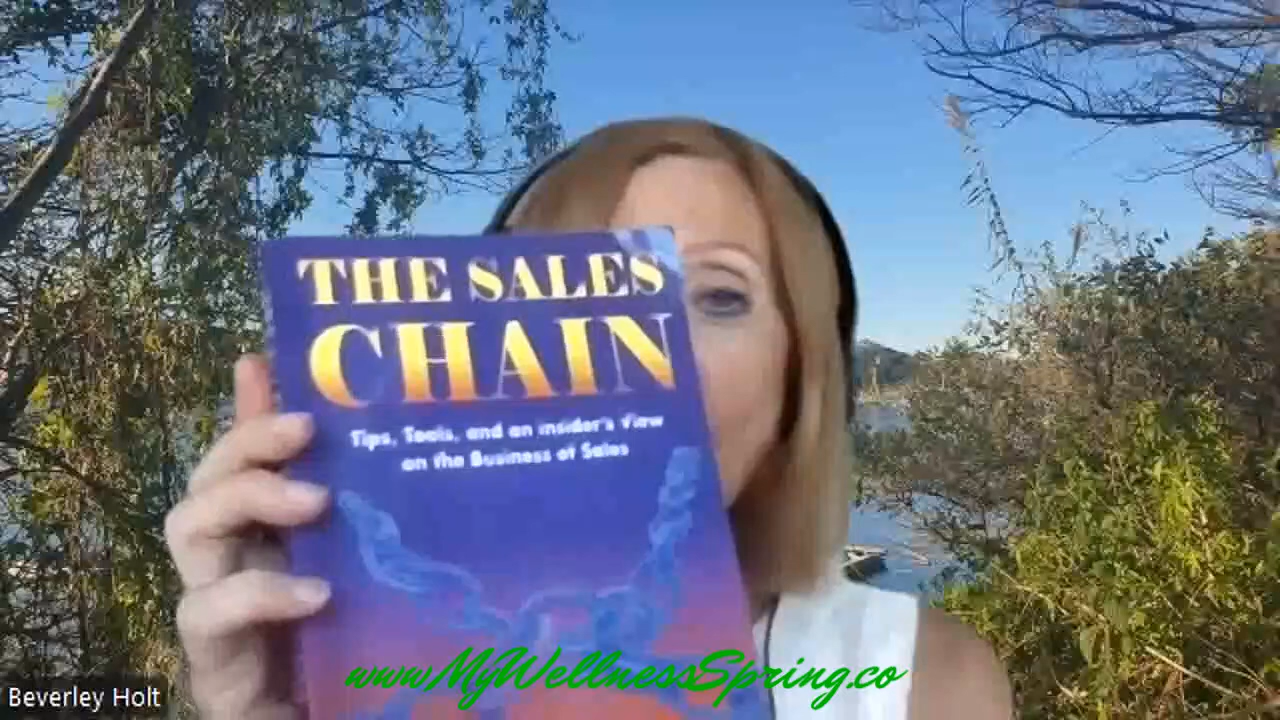 THE SALES
CHAIN
Tips, Tools, and an Insider's View
on the Business of Sales
www.MyWellnessSpring.co
Beverley Holt